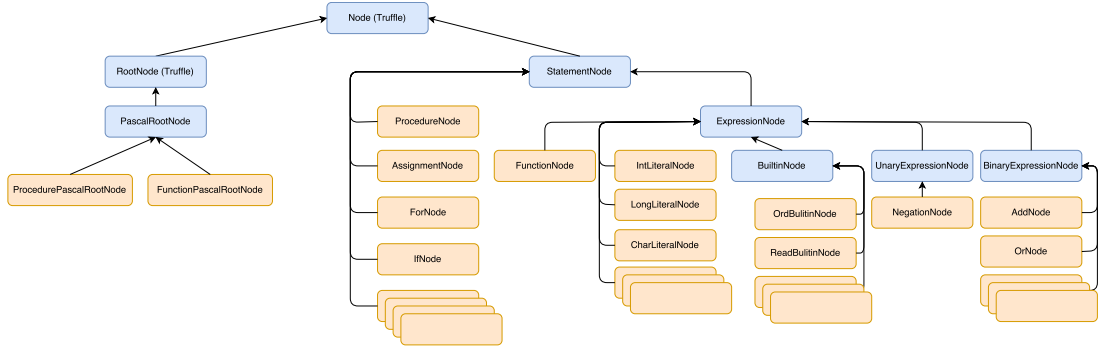 Node (Truffle)
RootNode (Truffle)
StatementNode
PascalRootNode
ProcedureNode
ExpressionNode
ProcedurePascalRootNode
FunctionPascalRootNode
AssignmentNode
FunctionNode
IntLiteralNode
BuiltinNode
UnaryExpressionNode
BinaryExpressionNode
ForNode
LongLiteralNode
OrdBulitinNode
NegationNode
AddNode
IfNode
CharLiteralNode
ReadBulitinNode
OrNode